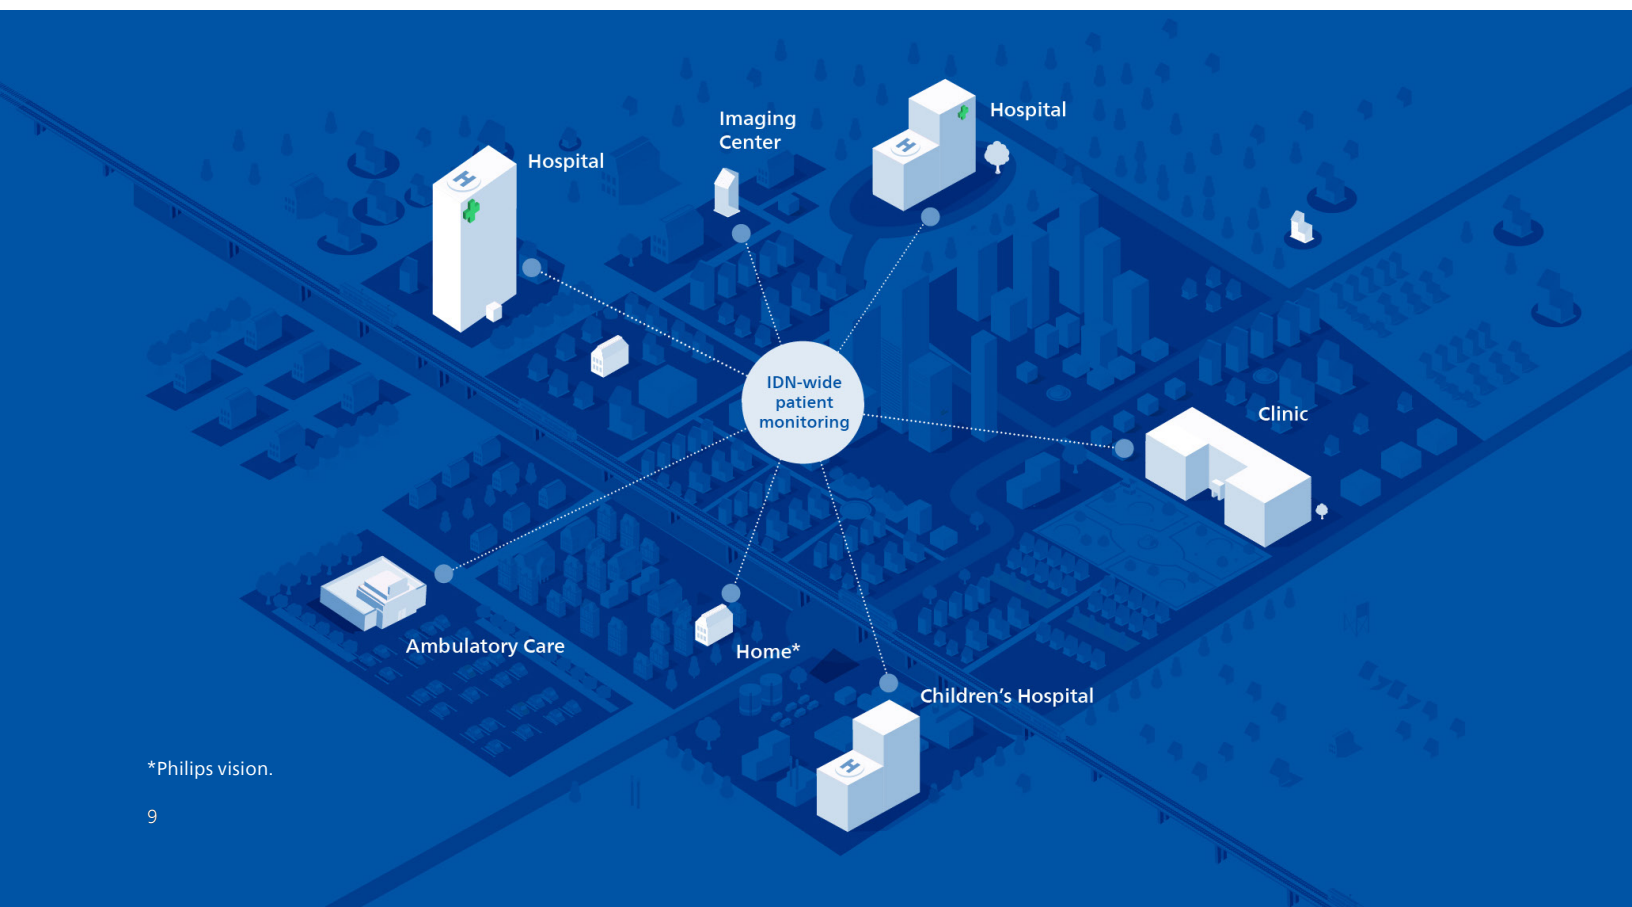 Hospital
Imaging
Center
Hospital
H
H
IDN-wide
patient
monitoring
Clinic
Ambulatory Care
Home*
Children’s Hospital
H
*Philips vision.
9